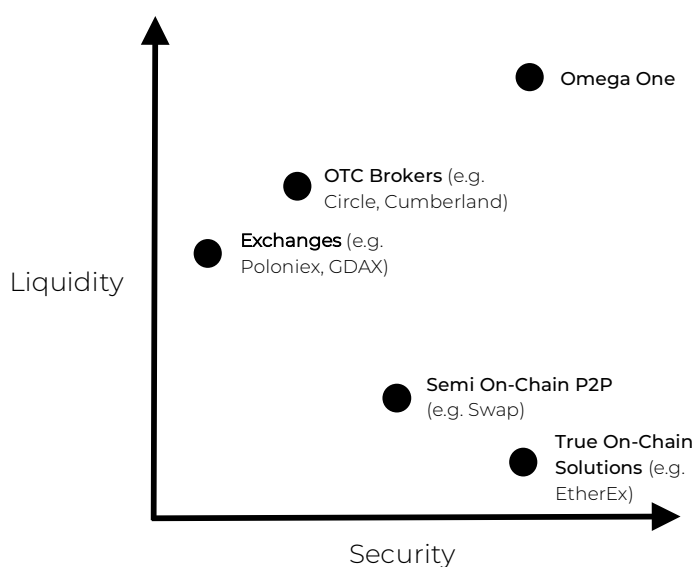 Omega One
OTC Brokers (e.g.
Circle, Cumberland)
Exchanges (e.g.
Poloniex, GDAX)
Liquidity
Semi On-Chain P2P
(e.g. Swap)
True On-Chain
Solutions (e.g.
EtherEx)
Security